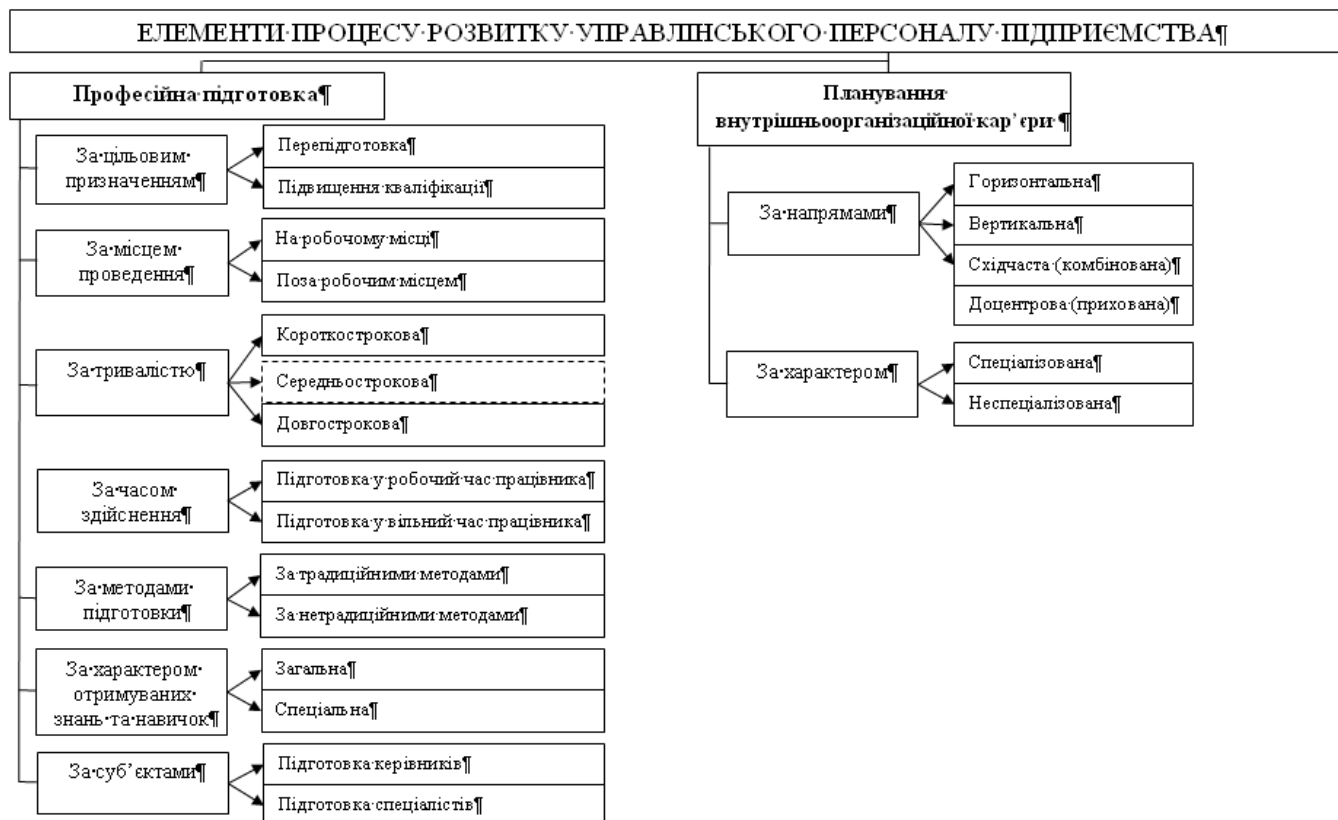 ЕЛЕМЕНТИ·ПРОЦЕСУ·РОЗВИТКУ·УПРАВЛІНСЬКОГО·ПЕРСОНАЛУ·ПІДПРИЄМСТВА¶
Професійна·підготовка¶
За·цільовим·
призначенням¶
Перепідготовка¶
Підвищення·кваліфікації¶
За·місцем·
проведення¶
На·робочому·місці¶
Поза·робочим·місцем¶
За·тривалістю¶
Короткострокова¶
Середньострокова¶
Довгострокова¶
За·часом·
здійснення¶
Підготовка·у·робочий·час·працівника¶
Підготовка·у·вільний·час·працівника¶
За·методами·
підготовки¶
За·традиційними·методами¶
За·нетрадиційними·методами¶
За·характером·
отримуваних·
знань·та·навичок¶
Загальна¶
Спеціальна¶
За·суб’єктами¶
Підготовка·керівників¶
Підготовка·спеціалістів¶
Планування·
внутрішньоорганізаційної·кар’єри·¶
За·напрямами¶
Горизонтальна¶
Вертикальна¶
Східчаста·(комбінована)¶
Доцентрова·(прихована)¶
За·характером¶
Спеціалізована¶
Неспеціалізована¶